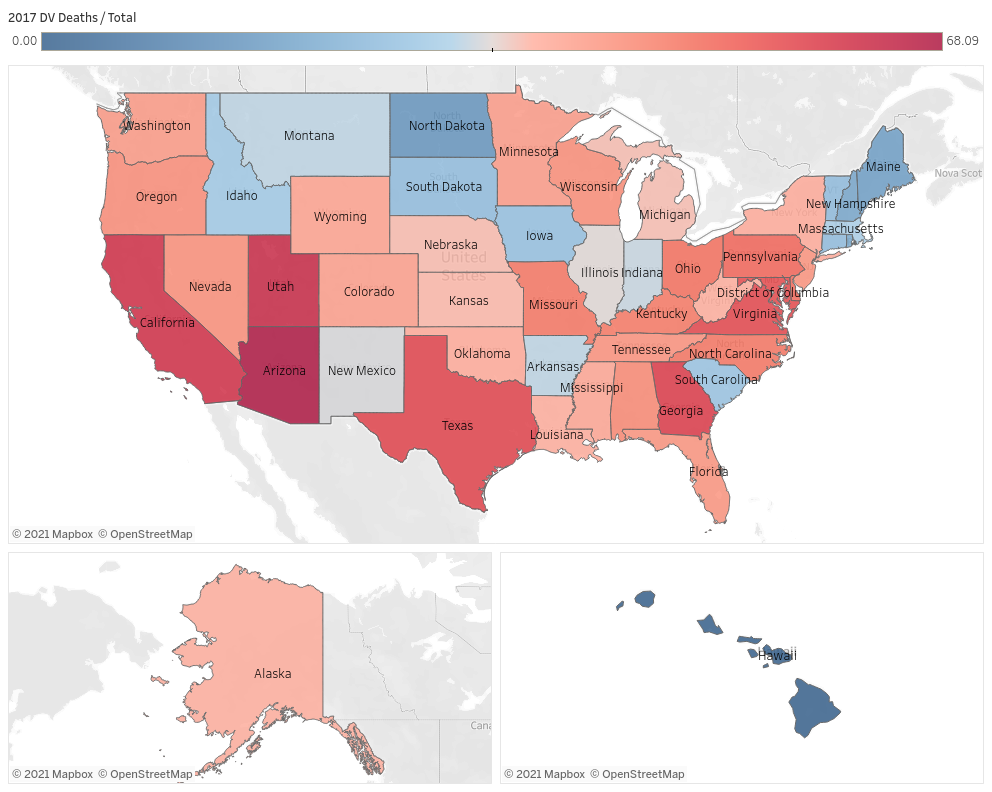 2017 DV Deaths / Total
0.00
68.09
Washington
Montana
North Dakota
Minnesota
Maine
Nova Scot
Oregon
Idaho
South Dakota
Wisconsin
Michigan
New Hampshire
Wyoming
Iowa
Massachusetts
Nebraska
United
States
Illinois
Indiana
Ohio
Pennsylvania
Nevada
Utah
Colorado
Kansas
Missouri
Kentucky
District of Columbia
Virginia
California
Arizona
New Mexico
Oklahoma
Arkansas
Tennessee
North Carolina
Mississippi
South Carolina
Georgia
Texas
Louisiana
Florida
© 2021 Mapbox © OpenStreetMap
Alaska
Cana
© 2021 Mapbox © OpenStreetMap
Hawaii
© 2021 Mapbox © OpenStreetMap